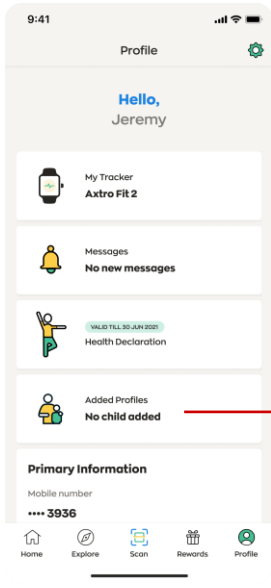 9:41
Profile
Hello,
Jeremy
My Tracker
Axtro Fit 2
Messages
No new messages
VALID TILL 30 JUN 2021
Health Declaration
Added Profiles
No child added
Primary Information
Mobile number
•••• 3936
Home Explore Scan Rewards Profile